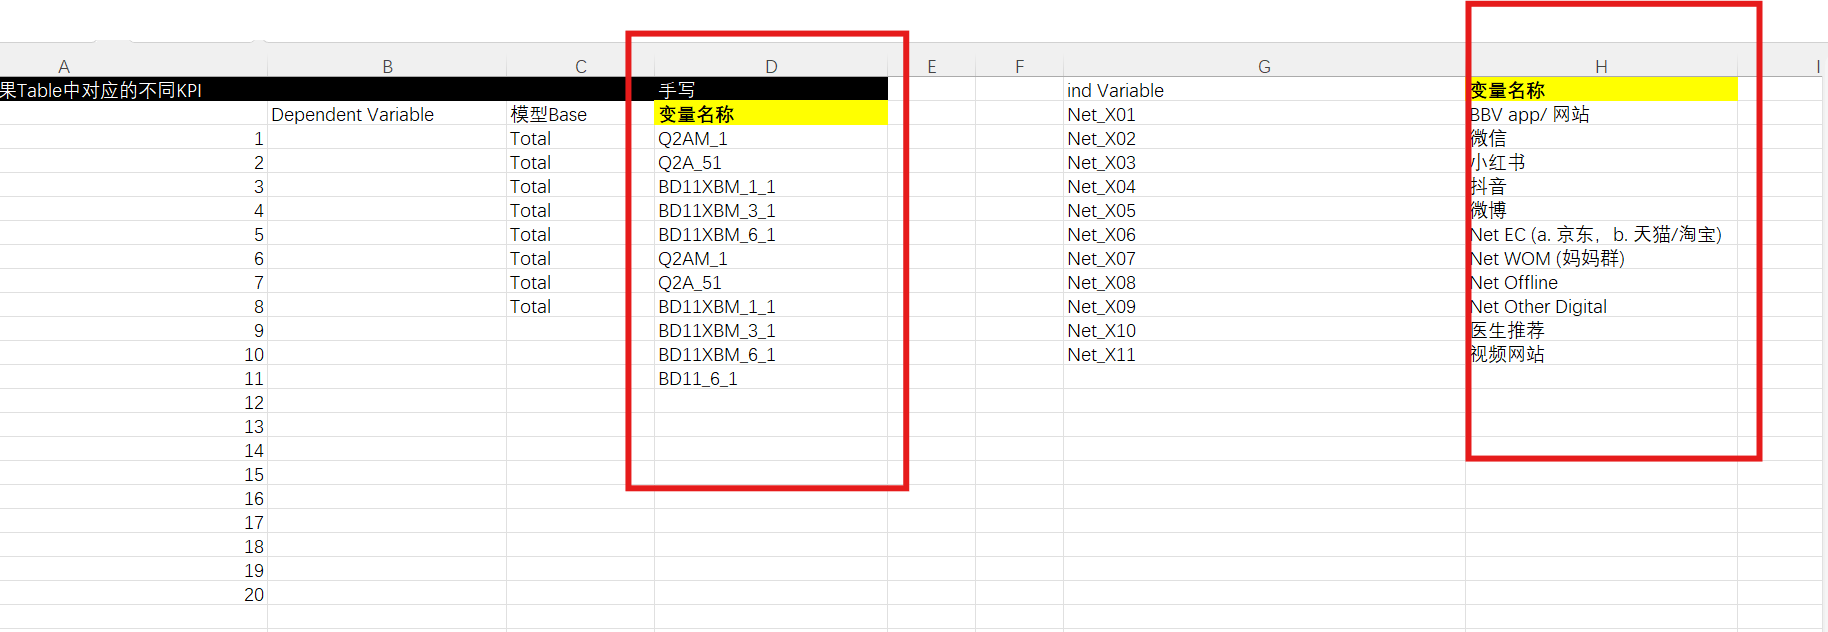 A B C D E F G H I
果Table中对应的不同KPI 手写 ind Variable 变量名称
Dependent Variable 模型Base 变量名称 Net_X01 BBV app/ 网站
1 Total Q2AM_1 Net_X02 微信
2 Total Q2A_51 Net_X03 小红书
3 Total BD11XBM_1_1 Net_X04 抖音
4 Total BD11XBM_3_1 Net_X05 微博
5 Total BD11XBM_6_1 Net_X06 Net EC (a. 京东，b. 天猫/淘宝)
6 Total Q2AM_1 Net_X07 Net WOM (妈妈群)
7 Total Q2A_51 Net_X08 Net Offline
8 Total BD11XBM_1_1 Net_X09 Net Other Digital
9 BD11XBM_3_1 Net_X10 医生推荐
10 BD11XBM_6_1 Net_X11 视频网站
11 BD11_6_1
12
13
14
15
16
17
18
19
20